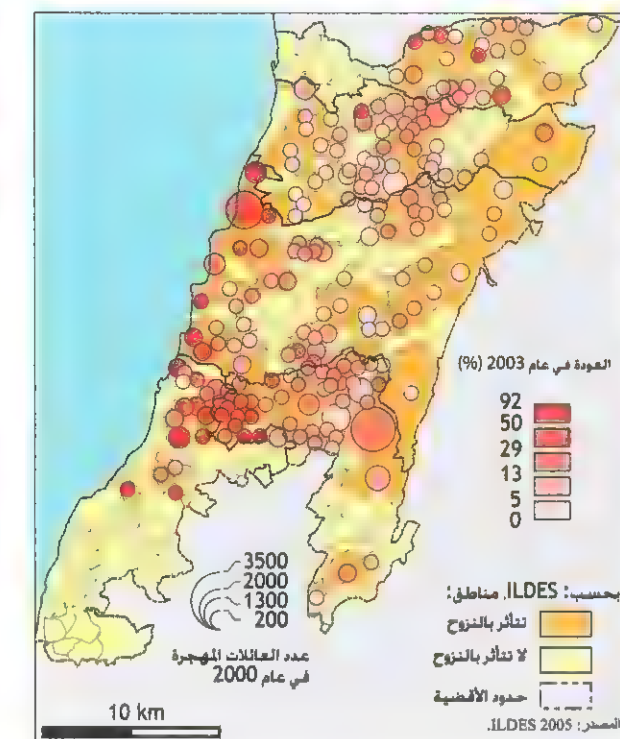 العودة في عام 2003 (%)
92
50
29
13
5
0
3500
2000
1300
200
عدد العائلات المهجرة
في عام 2000
بحسب: ILDES، مناطق:
تتأثر بالنزوح
لا تتأثر بالنزوح
حدود الأقضية
10 km
المصدر: ILDES 2005.